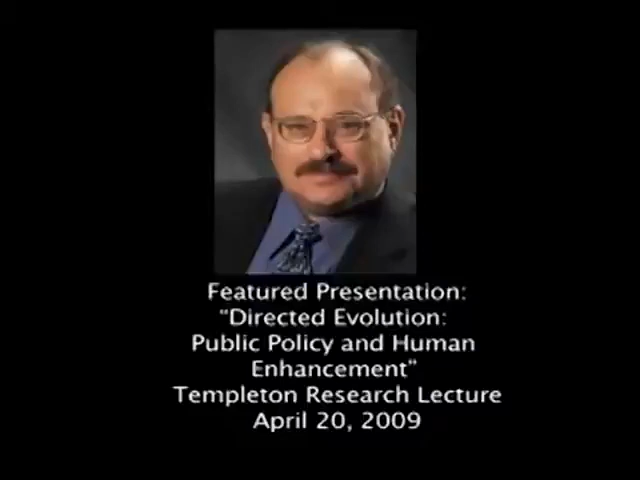 Featured Presentation:
"Directed Evolution:
Public Policy and Human
Enhancement"
Templeton Research Lecture
April 20, 2009